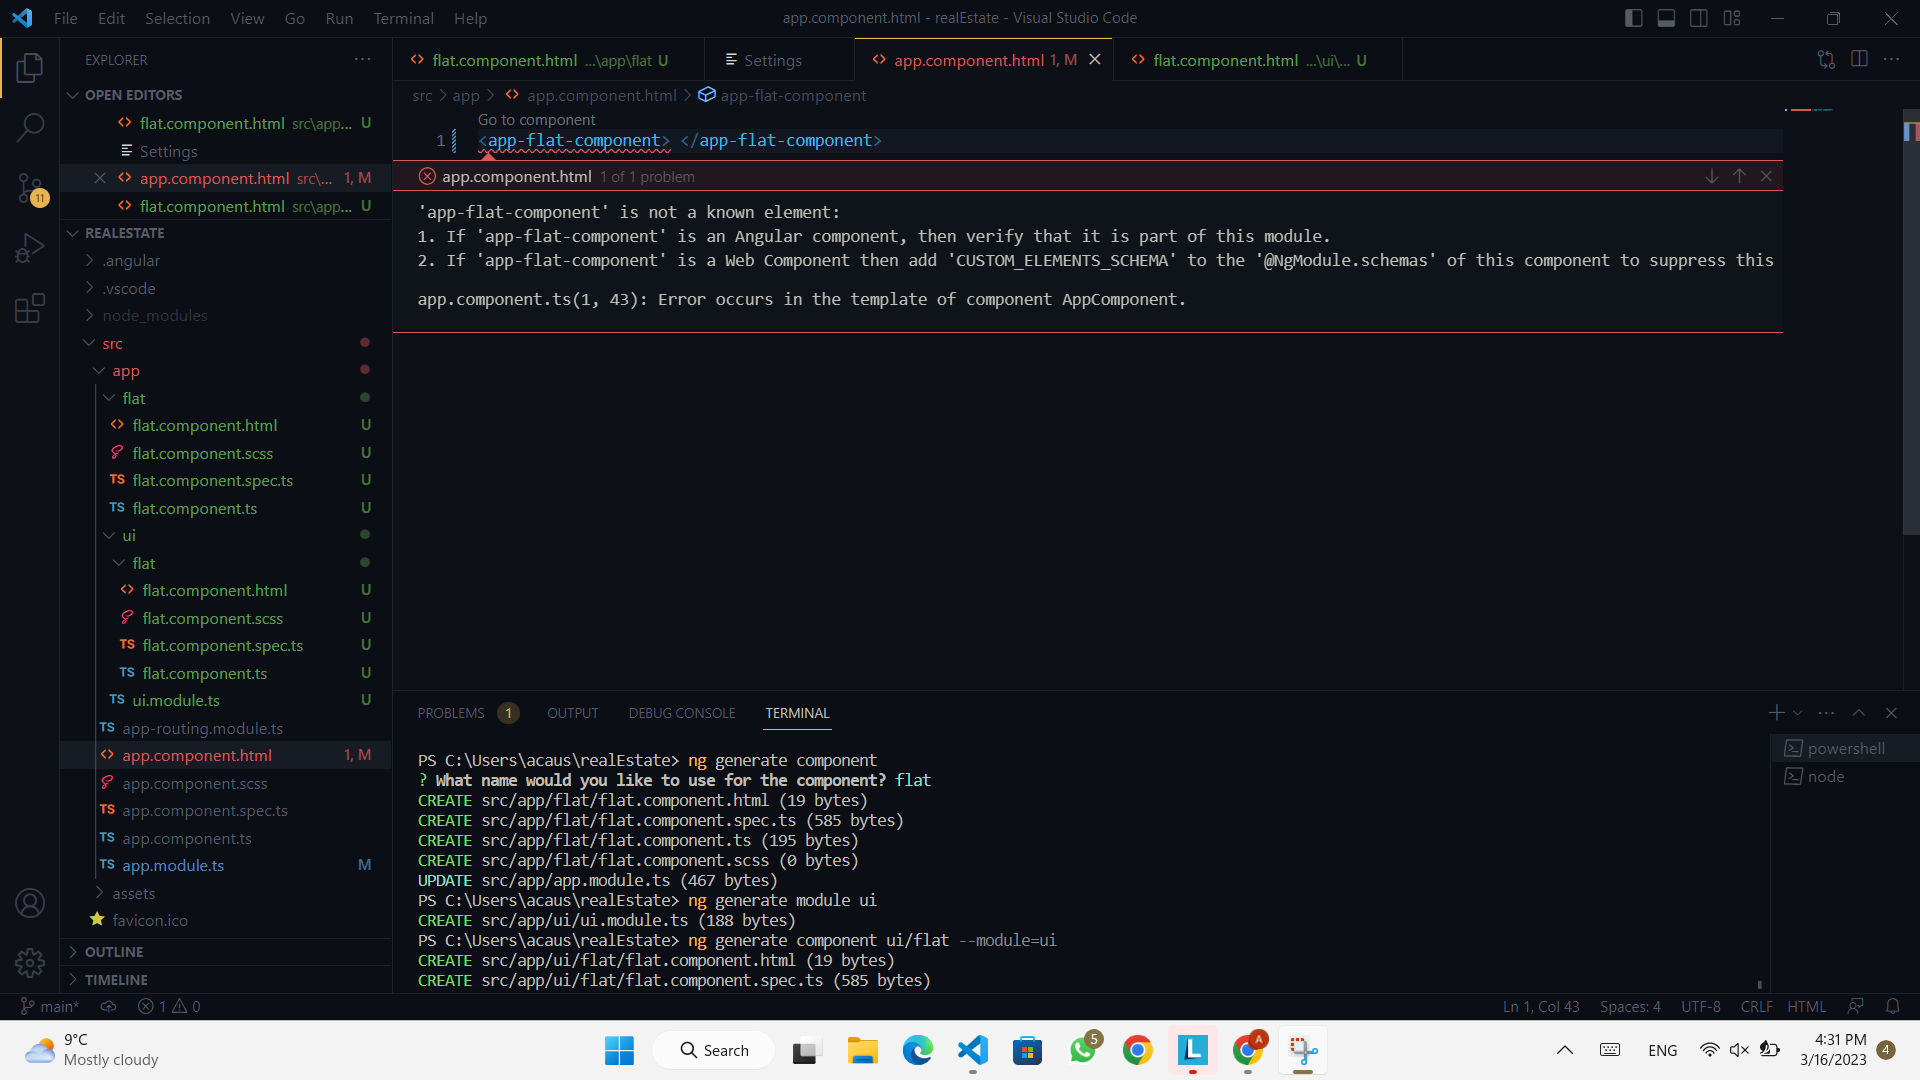 File Edit Selection View Go Run Terminal Help
app.component.html - realEstate - Visual Studio Code
EXPLORER
OPEN EDITORS
flat.component.html src\app... U
Settings
app.component.html src\... 1, M
flat.component.html src\app... U
11
REALESTATE
.angular
.vscode
node_modules
src
app
flat
flat.component.html U
flat.component.scss U
TS flat.component.spec.ts U
TS flat.component.ts U
ui
flat
flat.component.html U
flat.component.scss U
TS flat.component.spec.ts U
TS flat.component.ts U
TS ui.module.ts U
TS app-routing.module.ts
app.component.html 1, M
app.component.scss
TS app.component.spec.ts
TS app.component.ts
TS app.module.ts M
assets
favicon.ico
OUTLINE
TIMELINE
flat.component.html ...\app\flat U
Settings
app.component.html 1, M
flat.component.html ...\ui\... U
src > app > app.component.html > app-flat-component
Go to component
1 <app-flat-component> </app-flat-component>
app.component.html 1 of 1 problem
'app-flat-component' is not a known element:
1. If 'app-flat-component' is an Angular component, then verify that it is part of this module.
2. If 'app-flat-component' is a Web Component then add 'CUSTOM_ELEMENTS_SCHEMA' to the '@NgModule.schemas' of this component to suppress this
app.component.ts(1, 43): Error occurs in the template of component AppComponent.
PROBLEMS 1 OUTPUT DEBUG CONSOLE TERMINAL
PS C:\Users\acaus\realEstate> ng generate component
? What name would you like to use for the component? flat
CREATE src/app/flat/flat.component.html (19 bytes)
CREATE src/app/flat/flat.component.spec.ts (585 bytes)
CREATE src/app/flat/flat.component.ts (195 bytes)
CREATE src/app/flat/flat.component.scss (0 bytes)
UPDATE src/app/app.module.ts (467 bytes)
PS C:\Users\acaus\realEstate> ng generate module ui
CREATE src/app/ui/ui.module.ts (188 bytes)
PS C:\Users\acaus\realEstate> ng generate component ui/flat --module=ui
CREATE src/app/ui/flat/flat.component.html (19 bytes)
CREATE src/app/ui/flat/flat.component.spec.ts (585 bytes)
powershell
node
main* 1 0
Ln 1, Col 43 Spaces: 4 UTF-8 CRLF HTML
9°C
Mostly cloudy
Search
5
L
A
ENG
4:31 PM
3/16/2023
4